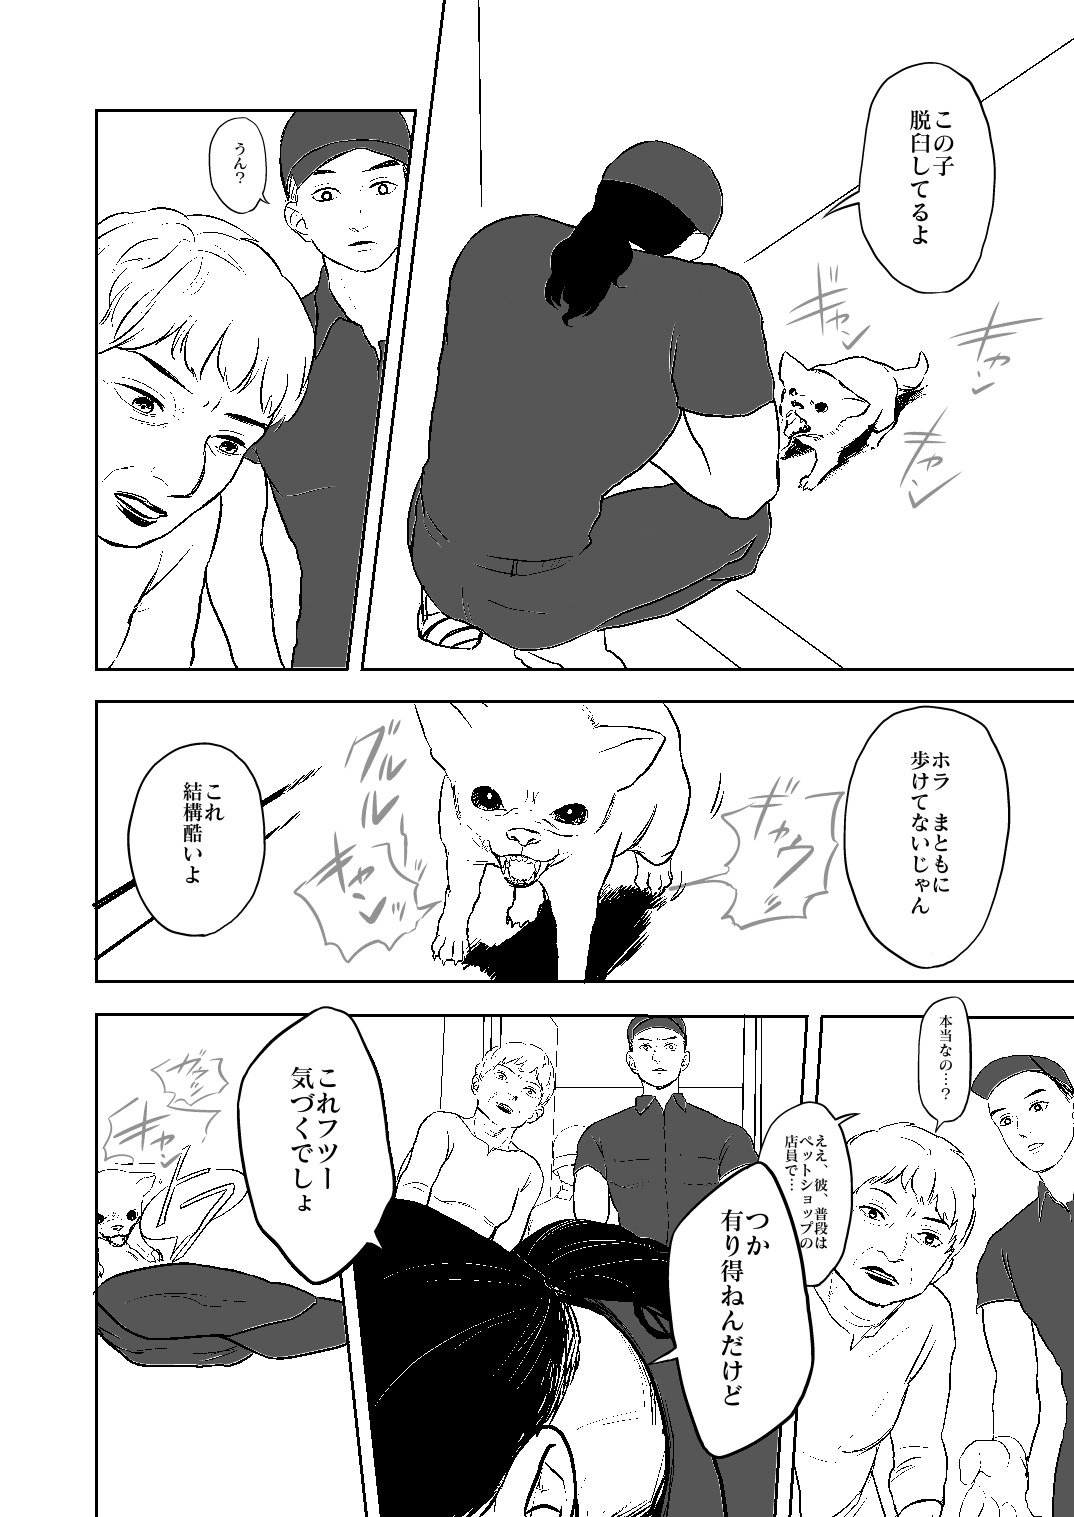 この子
脱臼してるよ
ギャン
キャン
キャン
うん？
ホラ　まともに
歩けてないじゃん
ギャウ
グルル
キャンッ
これ
結構酷いよ
本当なの…？
ええ、彼、普段は
ペットショップの
店員で…
つか
有り得ねんだけど
これフツー
気づくでしょ
キャン